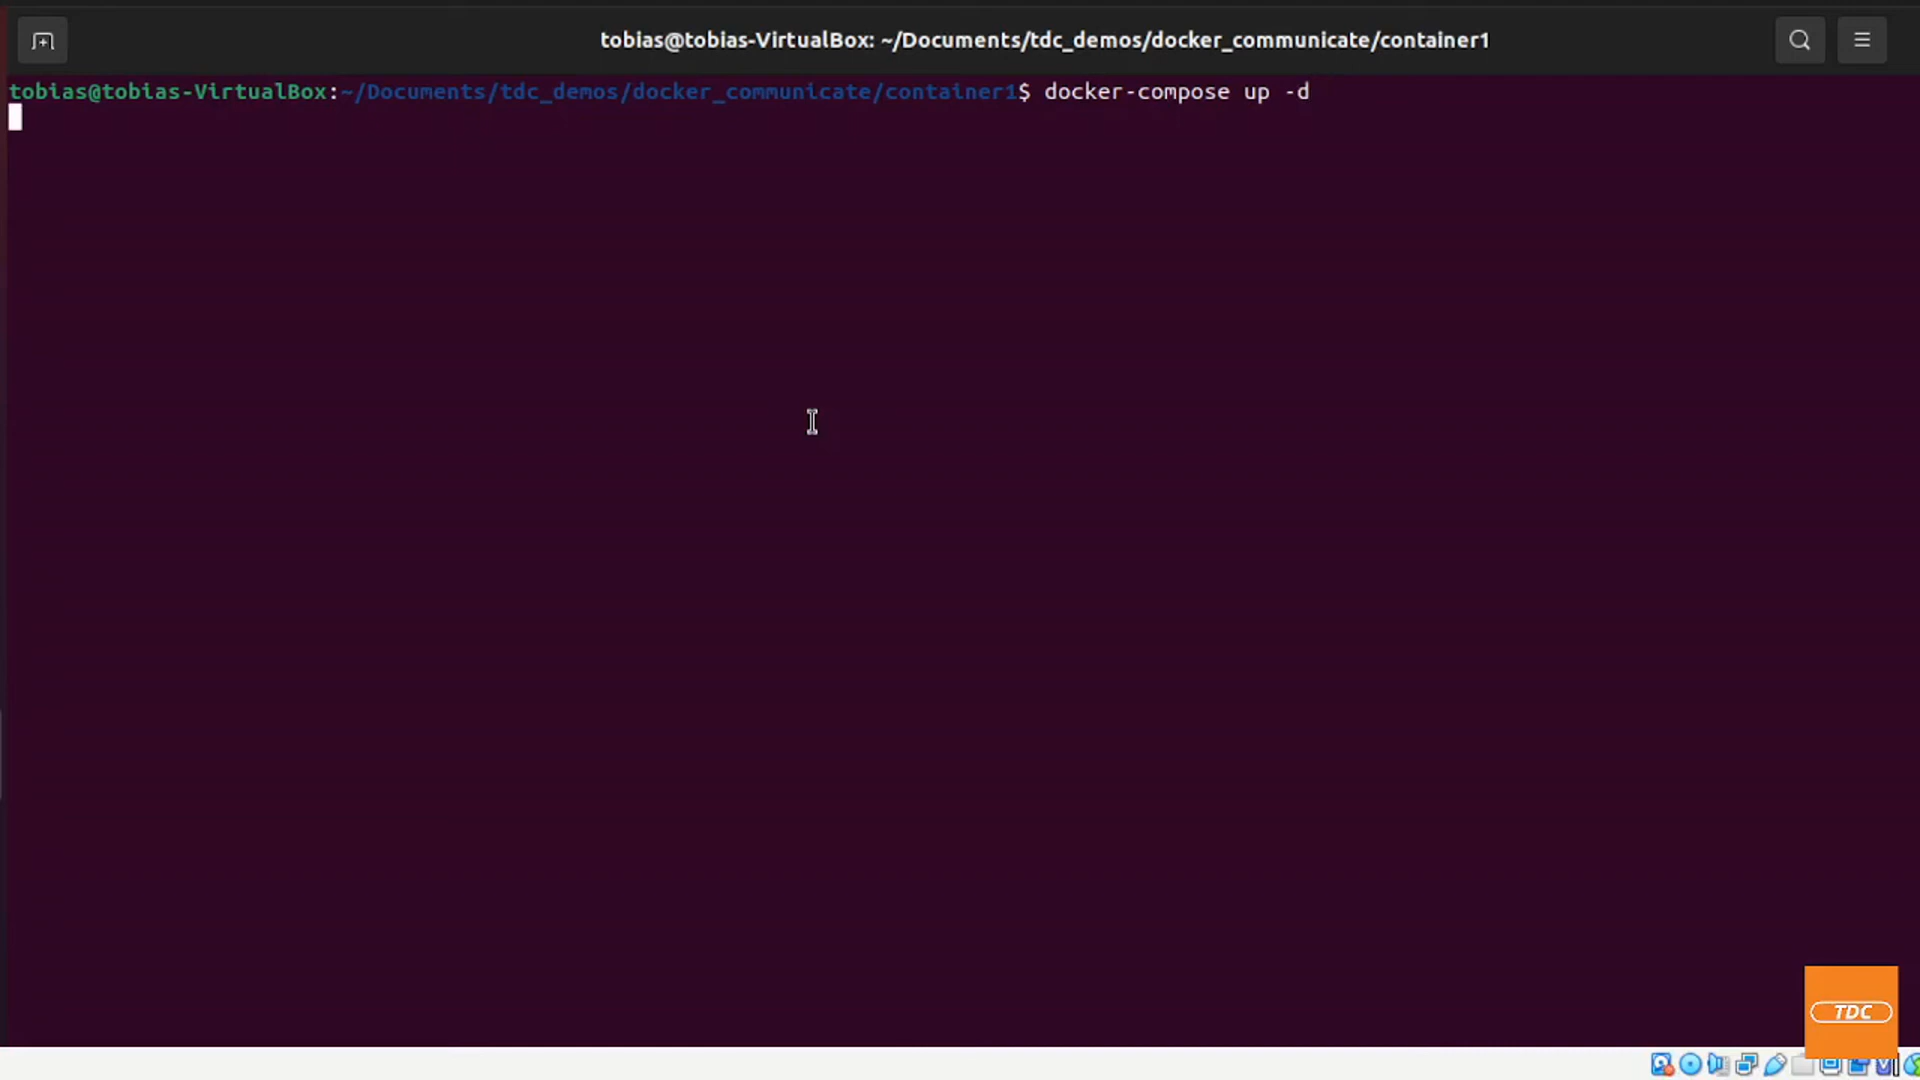 tobias@tobias-VirtualBox: ~/Documents/tdc_demos/docker_communicate/container1
tobias@tobias-VirtualBox:~/Documents/tdc_demos/docker_communicate/container1$ docker-compose up -d
TDC